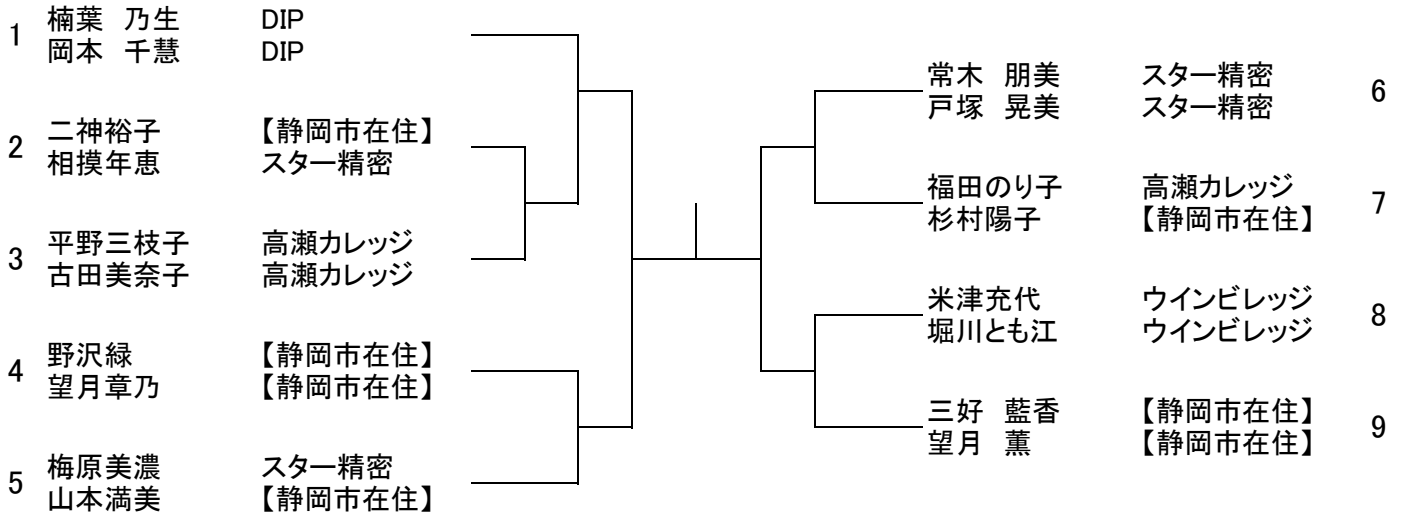 1 楠葉　乃生 DIP
岡本　千慧 DIP
2 二神裕子 【静岡市在住】
相摸年恵 スター精密
3 平野三枝子 高瀬カレッジ
古田美奈子 高瀬カレッジ
4 野沢緑 【静岡市在住】
望月章乃 【静岡市在住】
5 梅原美濃 スター精密
山本満美 【静岡市在住】
常木　朋美 スター精密 6
戸塚　晃美 スター精密
福田のり子 高瀬カレッジ 7
杉村陽子 【静岡市在住】
米津充代 ウインビレッジ 8
堀川とも江 ウインビレッジ
三好　藍香 【静岡市在住】 9
望月　薫 【静岡市在住】